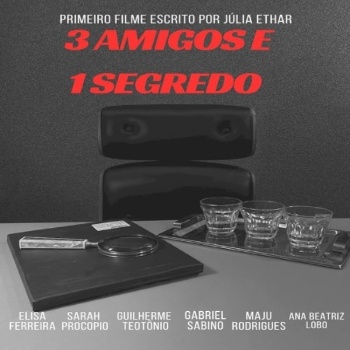 PRIMEIRO FILME ESCRITO POR JÚLIA ETHAR
3 AMIGOS E
1 SEGREDO
ELISA FERREIRA
SARAH PROCOPIO
GUILHERME TEOTÔNIO
GABRIEL SABINO
MAJU RODRIGUES
ANA BEATRIZ LOBO